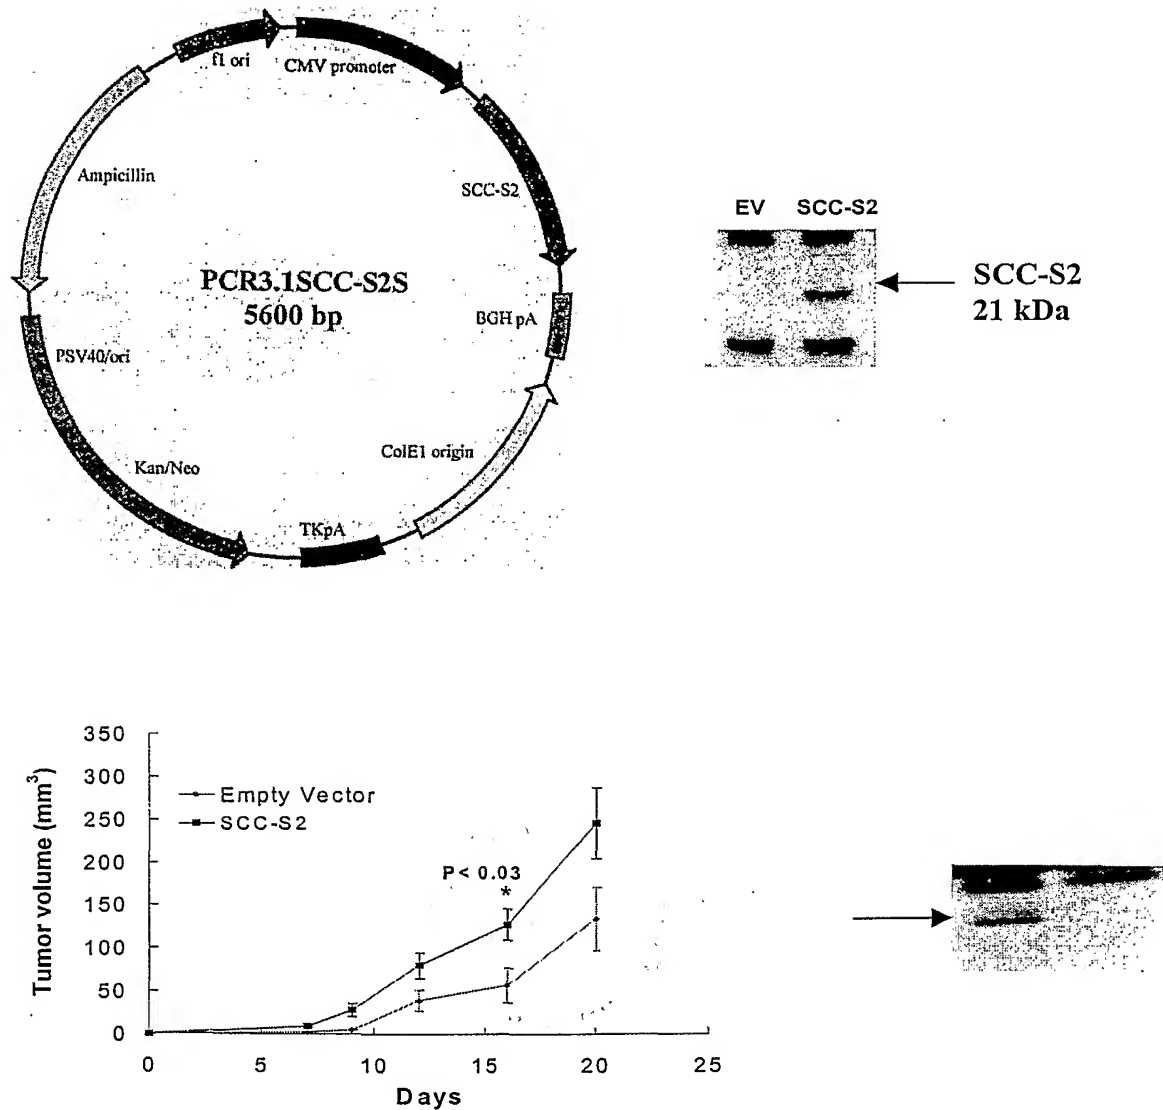 f1 ori
CMV promoter
Ampicillin
SCC-S2
PCR3.1SCC-S2S
5600 bp
BGH pA
PSV40/ori
ColE1 origin
Kan/Neo
TKpA
EV SCC-S2
SCC-S2
21 kDa
350
300
250
200
150
100
50
0
Tumor volume (mm³)
Empty Vector
SCC-S2
P< 0.03
*
0 5 10 15 20 25
Days